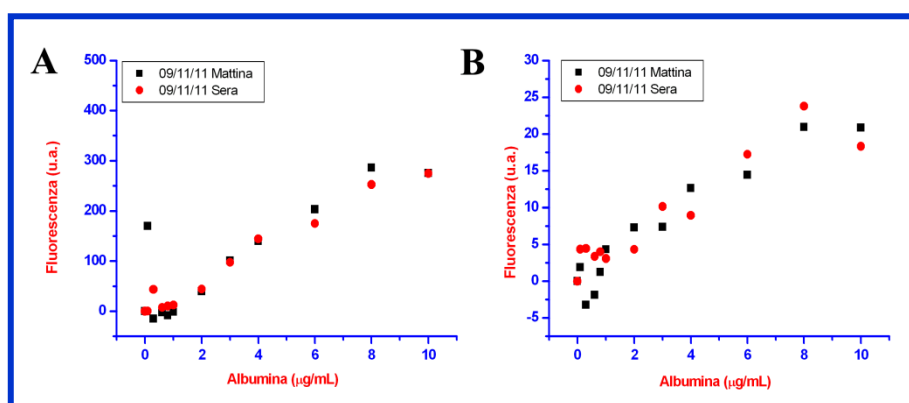 A
09/11/11 Mattina
09/11/11 Sera
Fluorescenza (u.a.)
500
400
300
200
100
0
0 2 4 6 8 10
Albumina (µg/mL)
B
09/11/11 Mattina
09/11/11 Sera
Fluorescenza (u.a.)
30
25
20
15
10
5
0
-5
0 2 4 6 8 10
Albumina (µg/mL)